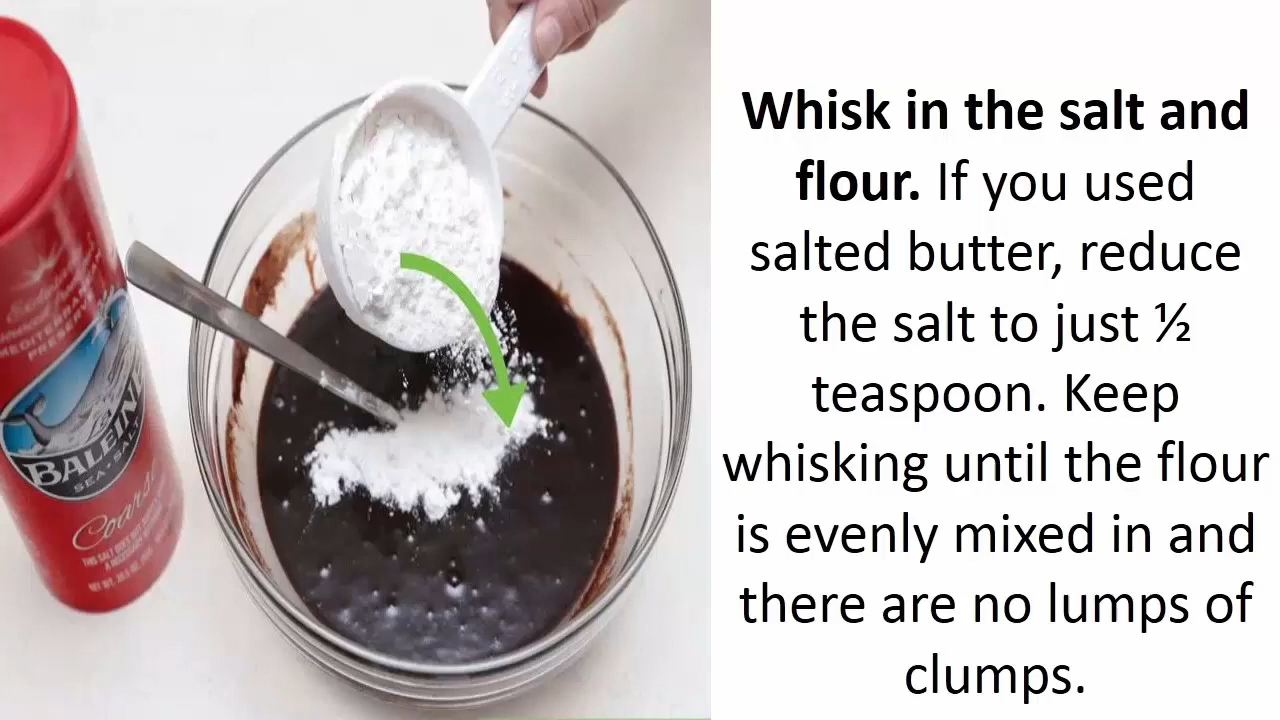 Whisk in the salt and
flour. If you used
salted butter, reduce
the salt to just ½
teaspoon. Keep
whisking until the flour
is evenly mixed in and
there are no lumps of
clumps.
BALEINE
SEA·SALT
Coarse